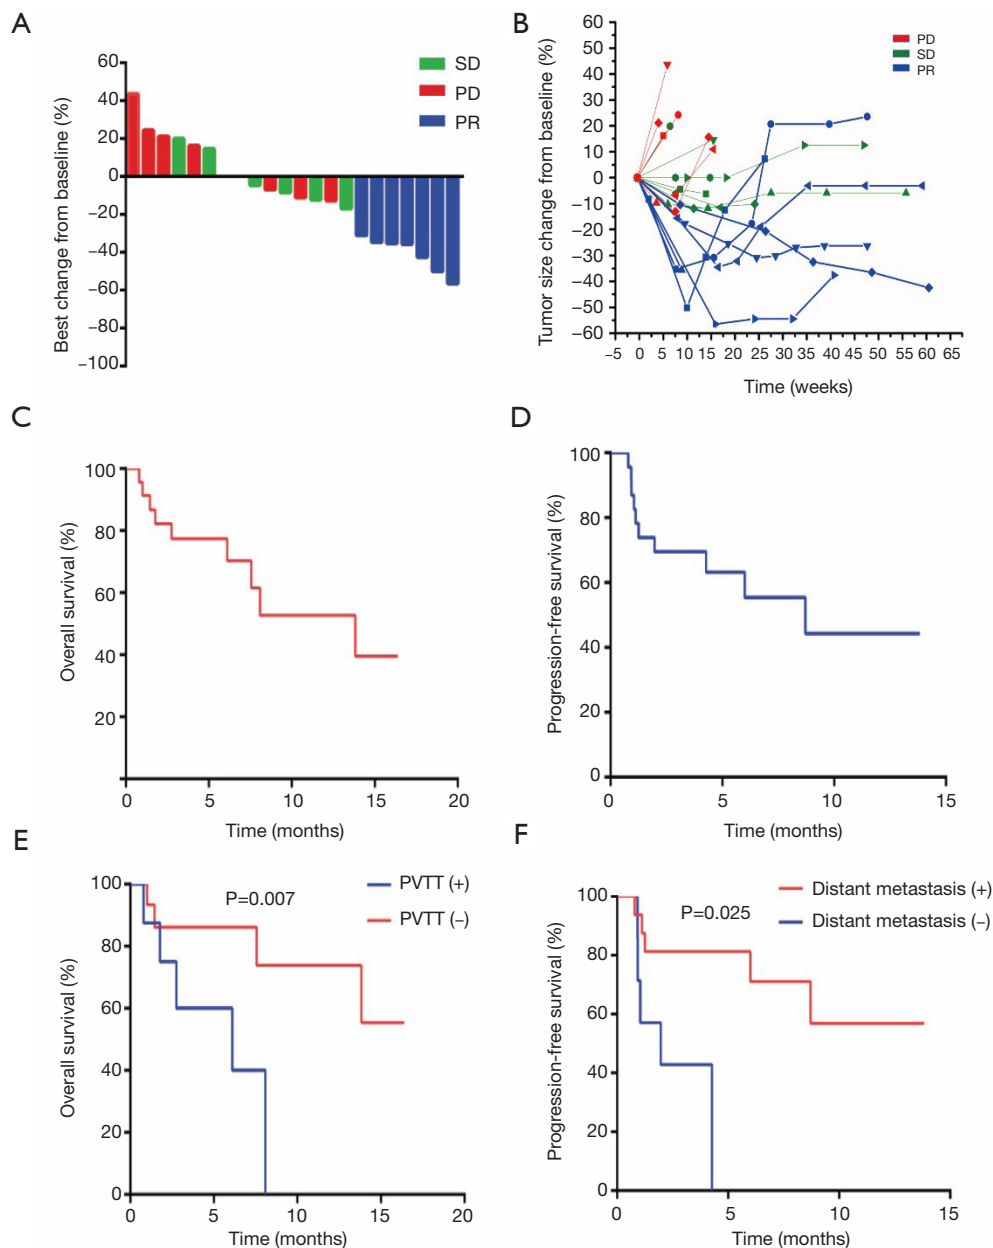 A
Best change from baseline (%)
60
40
20
0
−20
−40
−60
−80
−100
SD
PD
PR
B
Tumor size change from baseline (%)
60
50
40
30
20
10
0
−10
−20
−30
−40
−50
−60
PD
SD
PR
−5 0 5 10 15 20 25 30 35 40 45 50 55 60 65
Time (weeks)
C
Overall survival (%)
100
80
60
40
20
0 5 10 15 20
Time (months)
D
Progression-free survival (%)
100
80
60
40
20
0
0 5 10 15
Time (months)
E
Overall survival (%)
100
80
60
40
20
0
P=0.007
PVTT (+)
PVTT (−)
0 5 10 15 20
Time (months)
F
Progression-free survival (%)
100
80
60
40
20
0
P=0.025
Distant metastasis (+)
Distant metastasis (−)
0 5 10 15
Time (months)